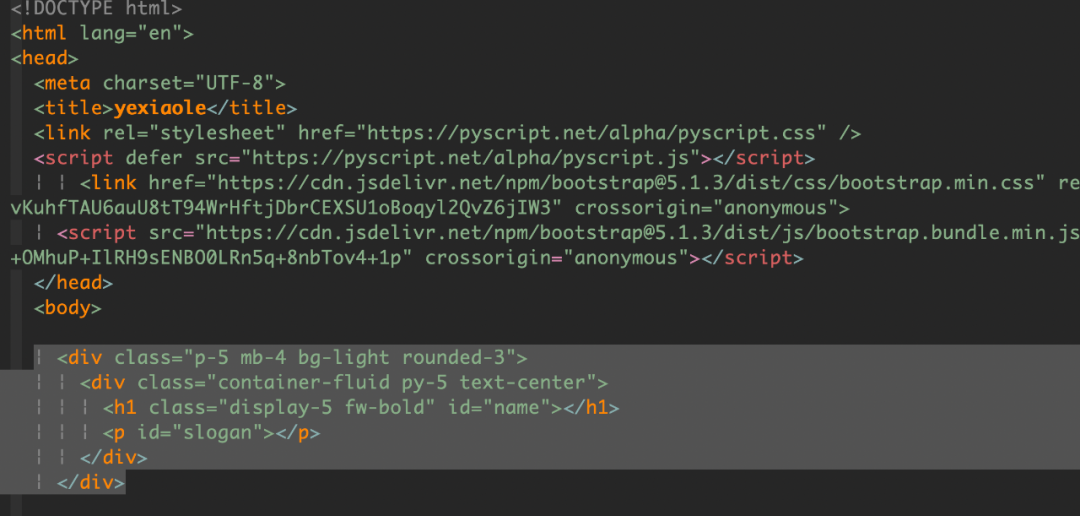 <!DOCTYPE html>
<html lang="en">
<head>
<meta charset="UTF-8">
<title>yexiaole</title>
<link rel="stylesheet" href="https://pyscript.net/alpha/pyscript.css" />
<script defer src="https://pyscript.net/alpha/pyscript.js"></script>
<link href="https://cdn.jsdelivr.net/npm/bootstrap@5.1.3/dist/css/bootstrap.min.css" re
vKuhfTAU6auU8tT94WrHftjDbrCEXSU1oBoqyl2QvZ6jIW3" crossorigin="anonymous">
<script src="https://cdn.jsdelivr.net/npm/bootstrap@5.1.3/dist/js/bootstrap.bundle.min.js
+OMhuP+IlRH9sENBO0LRn5q+8nbTov4+1p" crossorigin="anonymous"></script>
</head>
<body>
<div class="p-5 mb-4 bg-light rounded-3">
<div class="container-fluid py-5 text-center">
<h1 class="display-5 fw-bold" id="name"></h1>
<p id="slogan"></p>
</div>
</div>